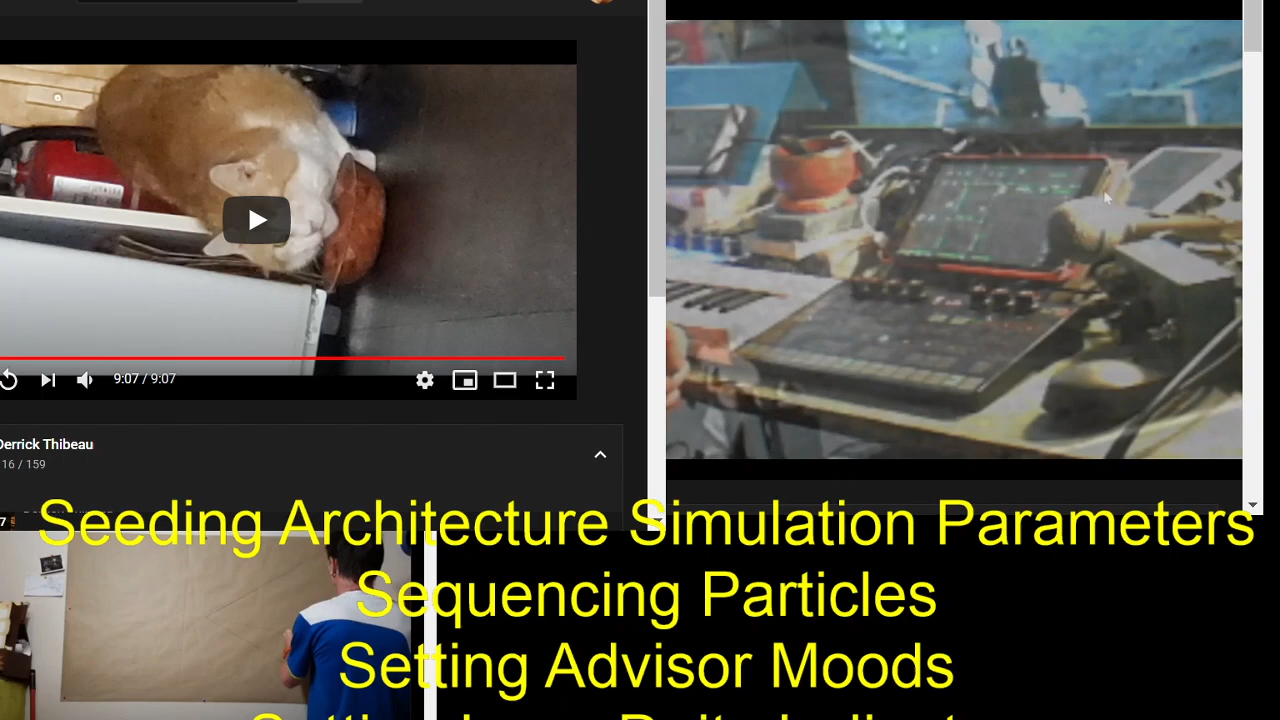 9:07 / 9:07
Derrick Thibeau
16 / 159
Seeding Architecture Simulation Parameters
Sequencing Particles
Setting Advisor Moods